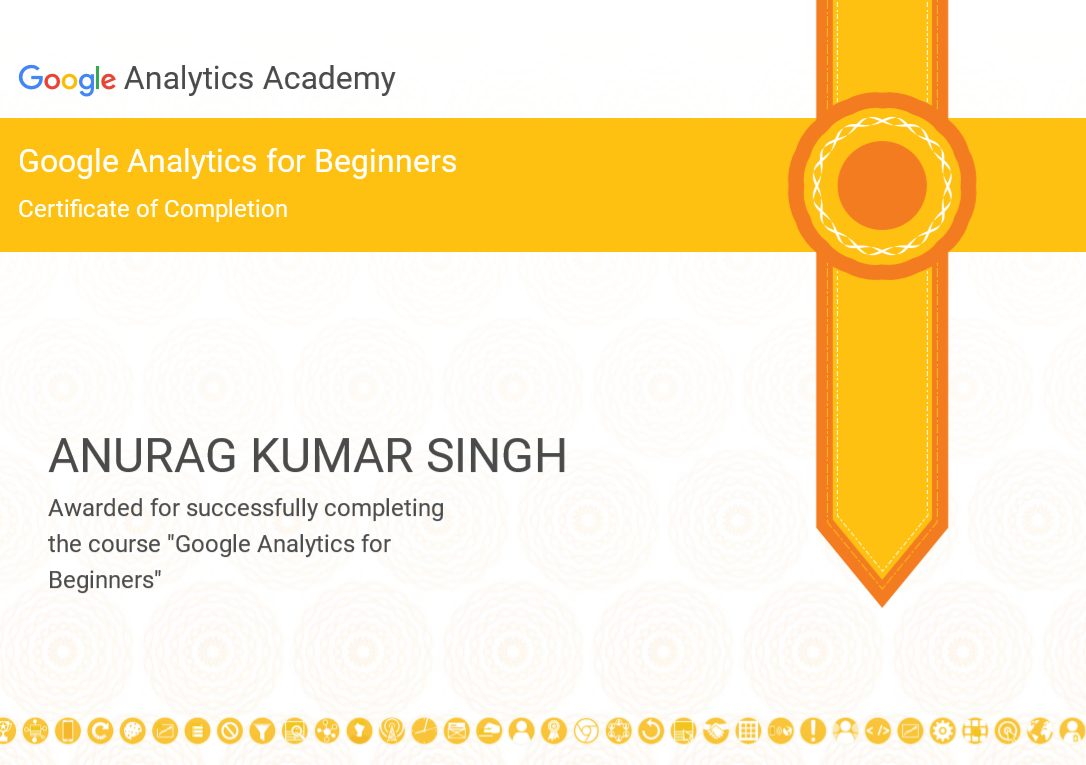 Google Analytics Academy
Google Analytics for Beginners
Certificate of Completion
ANURAG KUMAR SINGH
Awarded for successfully completing
the course "Google Analytics for
Beginners"